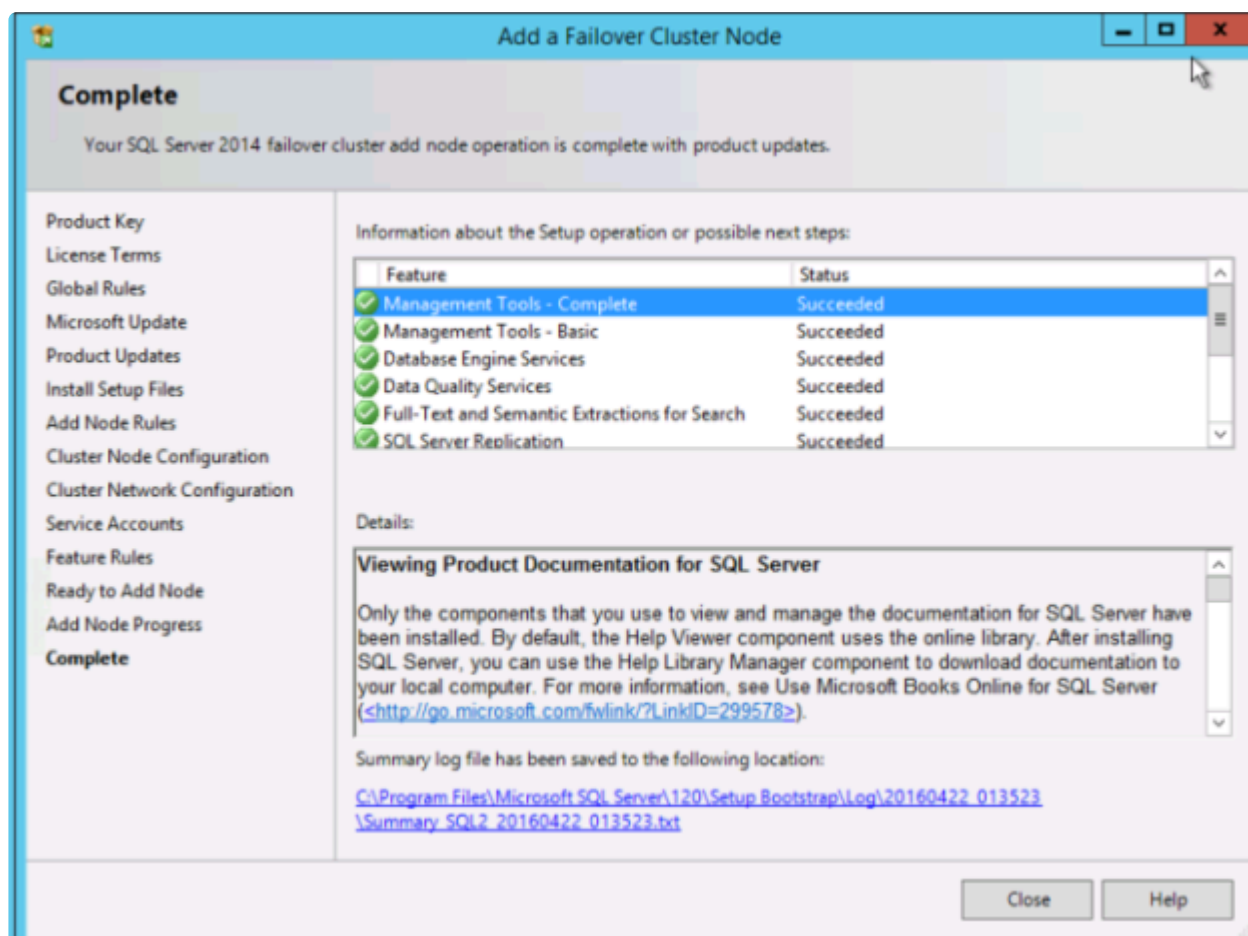 Add a Failover Cluster Node
Complete
Your SQL Server 2014 failover cluster add node operation is complete with product updates.
Product Key
License Terms
Global Rules
Microsoft Update
Product Updates
Install Setup Files
Add Node Rules
Cluster Node Configuration
Cluster Network Configuration
Service Accounts
Feature Rules
Ready to Add Node
Add Node Progress
Complete
Information about the Setup operation or possible next steps:
Feature Status
Management Tools - Complete Succeeded
Management Tools - Basic Succeeded
Database Engine Services Succeeded
Data Quality Services Succeeded
Full-Text and Semantic Extractions for Search Succeeded
SQL Server Replication Succeeded
Details:
Viewing Product Documentation for SQL Server
Only the components that you use to view and manage the documentation for SQL Server have
been installed. By default, the Help Viewer component uses the online library. After installing
SQL Server, you can use the Help Library Manager component to download documentation to
your local computer. For more information, see Use Microsoft Books Online for SQL Server
(<http://go.microsoft.com/fwlink/?LinkID=299578>).
Summary log file has been saved to the following location:
C:\Program Files\Microsoft SQL Server\120\Setup Bootstrap\Log\20160422_013523
\Summary_SQL2_20160422_013523.txt
Close Help